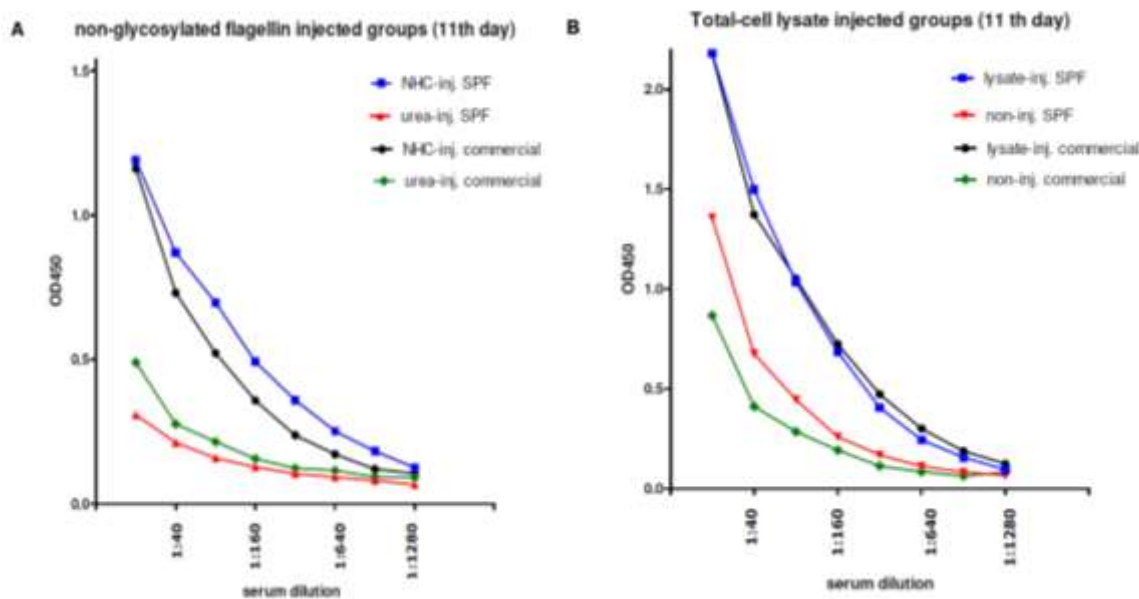 A
non-glycosylated flagellin injected groups (11th day)
1.5
1.0
0.5
0.0
OD450
NHC-inj. SPF
urea-inj. SPF
NHC-inj. commercial
urea-inj. commercial
1:40
1:160
1:640
1:1280
serum dilution
B
Total-cell lysate injected groups (11 th day)
2.0
1.5
1.0
0.5
0.0
OD450
lysate-inj. SPF
non-inj. SPF
lysate-inj. commercial
non-inj. commercial
1:40
1:160
1:640
1:1280
serum dilution